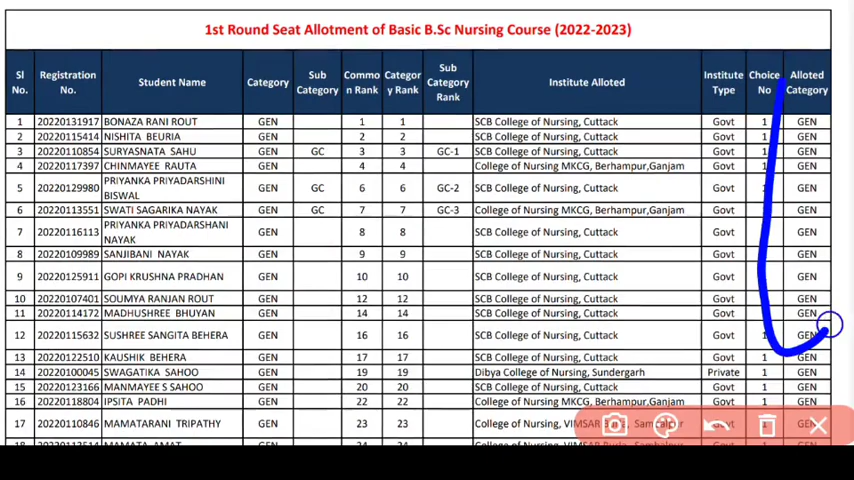 1st Round Seat Allotment of Basic B.Sc Nursing Course (2022-2023)
Sl No. Registration No. Student Name Category Sub Category Common Rank Category Rank Sub Category Rank Institute Alloted Institute Type Choice No Alloted Category
1 20220131917 BONAZA RANI ROUT GEN 1 1 SCB College of Nursing, Cuttack Govt 1 GEN
2 20220115414 NISHITA BEURIA GEN 2 2 SCB College of Nursing, Cuttack Govt 1 GEN
3 20220110854 SURYASNATA SAHU GEN GC 3 3 GC-1 SCB College of Nursing, Cuttack Govt 1 GEN
4 20220117397 CHINMAYEE RAUTA GEN 4 4 College of Nursing MKCG, Berhampur,Ganjam Govt 1 GEN
5 20220129980 PRIYANKA PRIYADARSHINI BISWAL GEN GC 6 6 GC-2 SCB College of Nursing, Cuttack Govt 1 GEN
6 20220113551 SWATI SAGARIKA NAYAK GEN GC 7 7 GC-3 College of Nursing MKCG, Berhampur,Ganjam Govt GEN
7 20220116113 PRIYANKA PRIYADARSHANI NAYAK GEN 8 8 SCB College of Nursing, Cuttack Govt GEN
8 20220109989 SANJIBANI NAYAK GEN 9 9 SCB College of Nursing, Cuttack Govt GEN
9 20220125911 GOPI KRUSHNA PRADHAN GEN 10 10 SCB College of Nursing, Cuttack Govt GEN
10 20220107401 SOUMYA RANJAN ROUT GEN 12 12 SCB College of Nursing, Cuttack Govt GEN
11 20220114172 MADHUSHREE BHUYAN GEN 14 14 SCB College of Nursing, Cuttack Govt GEN
12 20220115632 SUSHREE SANGITA BEHERA GEN 16 16 SCB College of Nursing, Cuttack Govt 1 GEN
13 20220122510 KAUSHIK BEHERA GEN 17 17 SCB College of Nursing, Cuttack Govt 1 GEN
14 20220100045 SWAGATIKA SAHOO GEN 19 19 Dibya College of Nursing, Sundergarh Private 1 GEN
15 20220123166 MANMAYEE S SAHOO GEN 20 20 SCB College of Nursing, Cuttack Govt 1 GEN
16 20220118804 IPSITA PADHI GEN 22 22 College of Nursing MKCG, Berhampur,Ganjam Govt 1 GEN
17 20220110846 MAMATARANI TRIPATHY GEN 23 23 College of Nursing, VIMSAR Govt 1 GEN